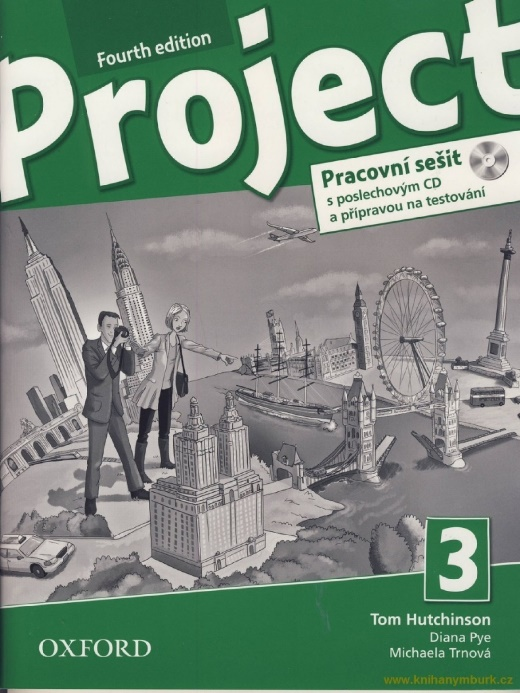 Fourth edition
Project
Pracovní sešit
s poslechovým CD
a přípravou na testování
3
Tom Hutchinson
Diana Pye
Michaela Trnová
OXFORD
www.knihanymburk.cz